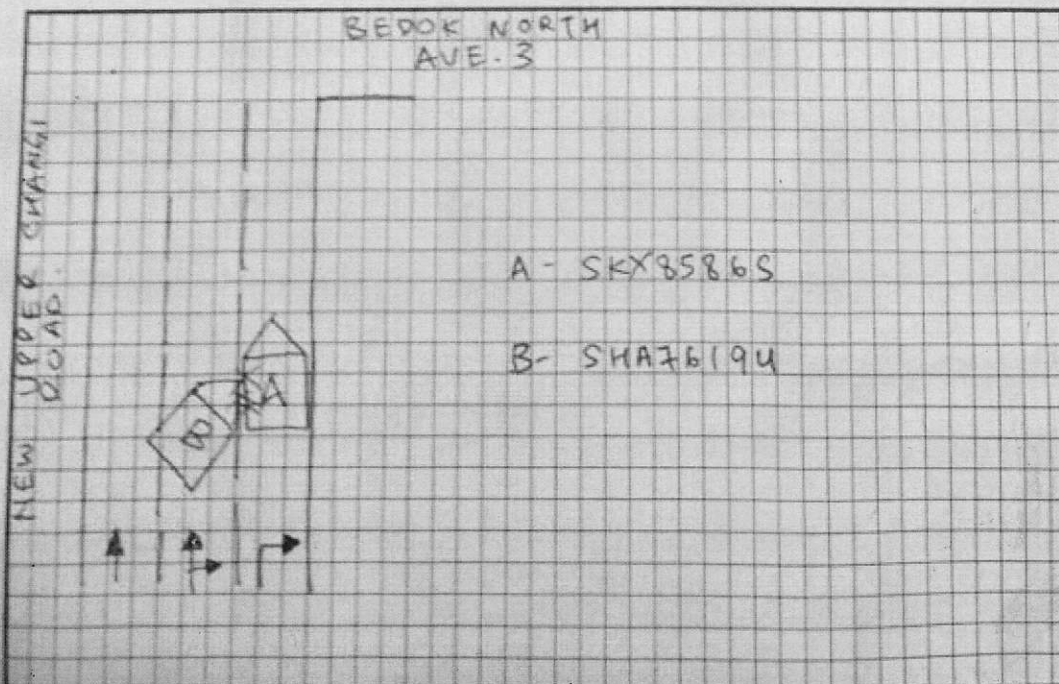 BEDOK NORTH
AVE. 3
NEW UPPER CHANGI
ROAD.
A - SKX8586S
B- SHA7619U
A
B